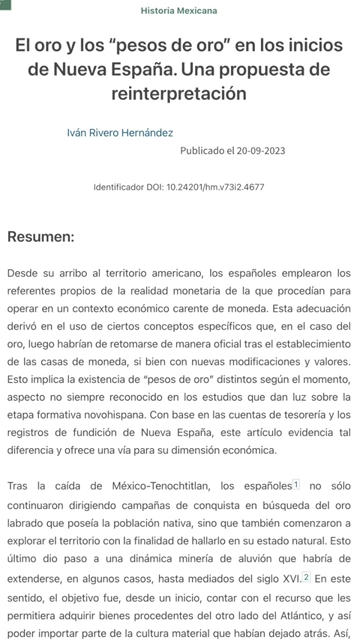 Historia Mexicana
El oro y los “pesos de oro” en los inicios
de Nueva España. Una propuesta de
reinterpretación
Iván Rivero Hernández
Publicado el 20-09-2023
Identificador DOI: 10.24201/hm.v73i2.4677
Resumen:
Desde su arribo al territorio americano, los españoles emplearon los
referentes propios de la realidad monetaria de la que procedían para
operar en un contexto económico carente de moneda. Esta adecuación
derivó en el uso de ciertos conceptos específicos que, en el caso del
oro, luego habrían de retomarse de manera oficial tras el establecimiento
de las casas de moneda, si bien con nuevas modificaciones y valores.
Esto implica la existencia de “pesos de oro” distintos según el momento,
aspecto no siempre reconocido en los estudios que dan luz sobre la
etapa formativa novohispana. Con base en las cuentas de tesorería y los
registros de fundición de Nueva España, este artículo evidencia tal
diferencia y ofrece una vía para su dimensión económica.
Tras la caída de México-Tenochtitlan, los españoles1 no sólo
continuaron dirigiendo campañas de conquista en búsqueda del oro
labrado que poseía la población nativa, sino que también comenzaron a
explorar el territorio con la finalidad de hallarlo en su estado natural. Esto
último dio paso a una dinámica minería de aluvión que habría de
extenderse, en algunos casos, hasta mediados del siglo XVI.2 En este
sentido, el objetivo fue, desde un inicio, contar con el recurso que les
permitiera adquirir bienes procedentes del otro lado del Atlántico, y así
poder importar parte de la cultura material que habían dejado atrás. Así